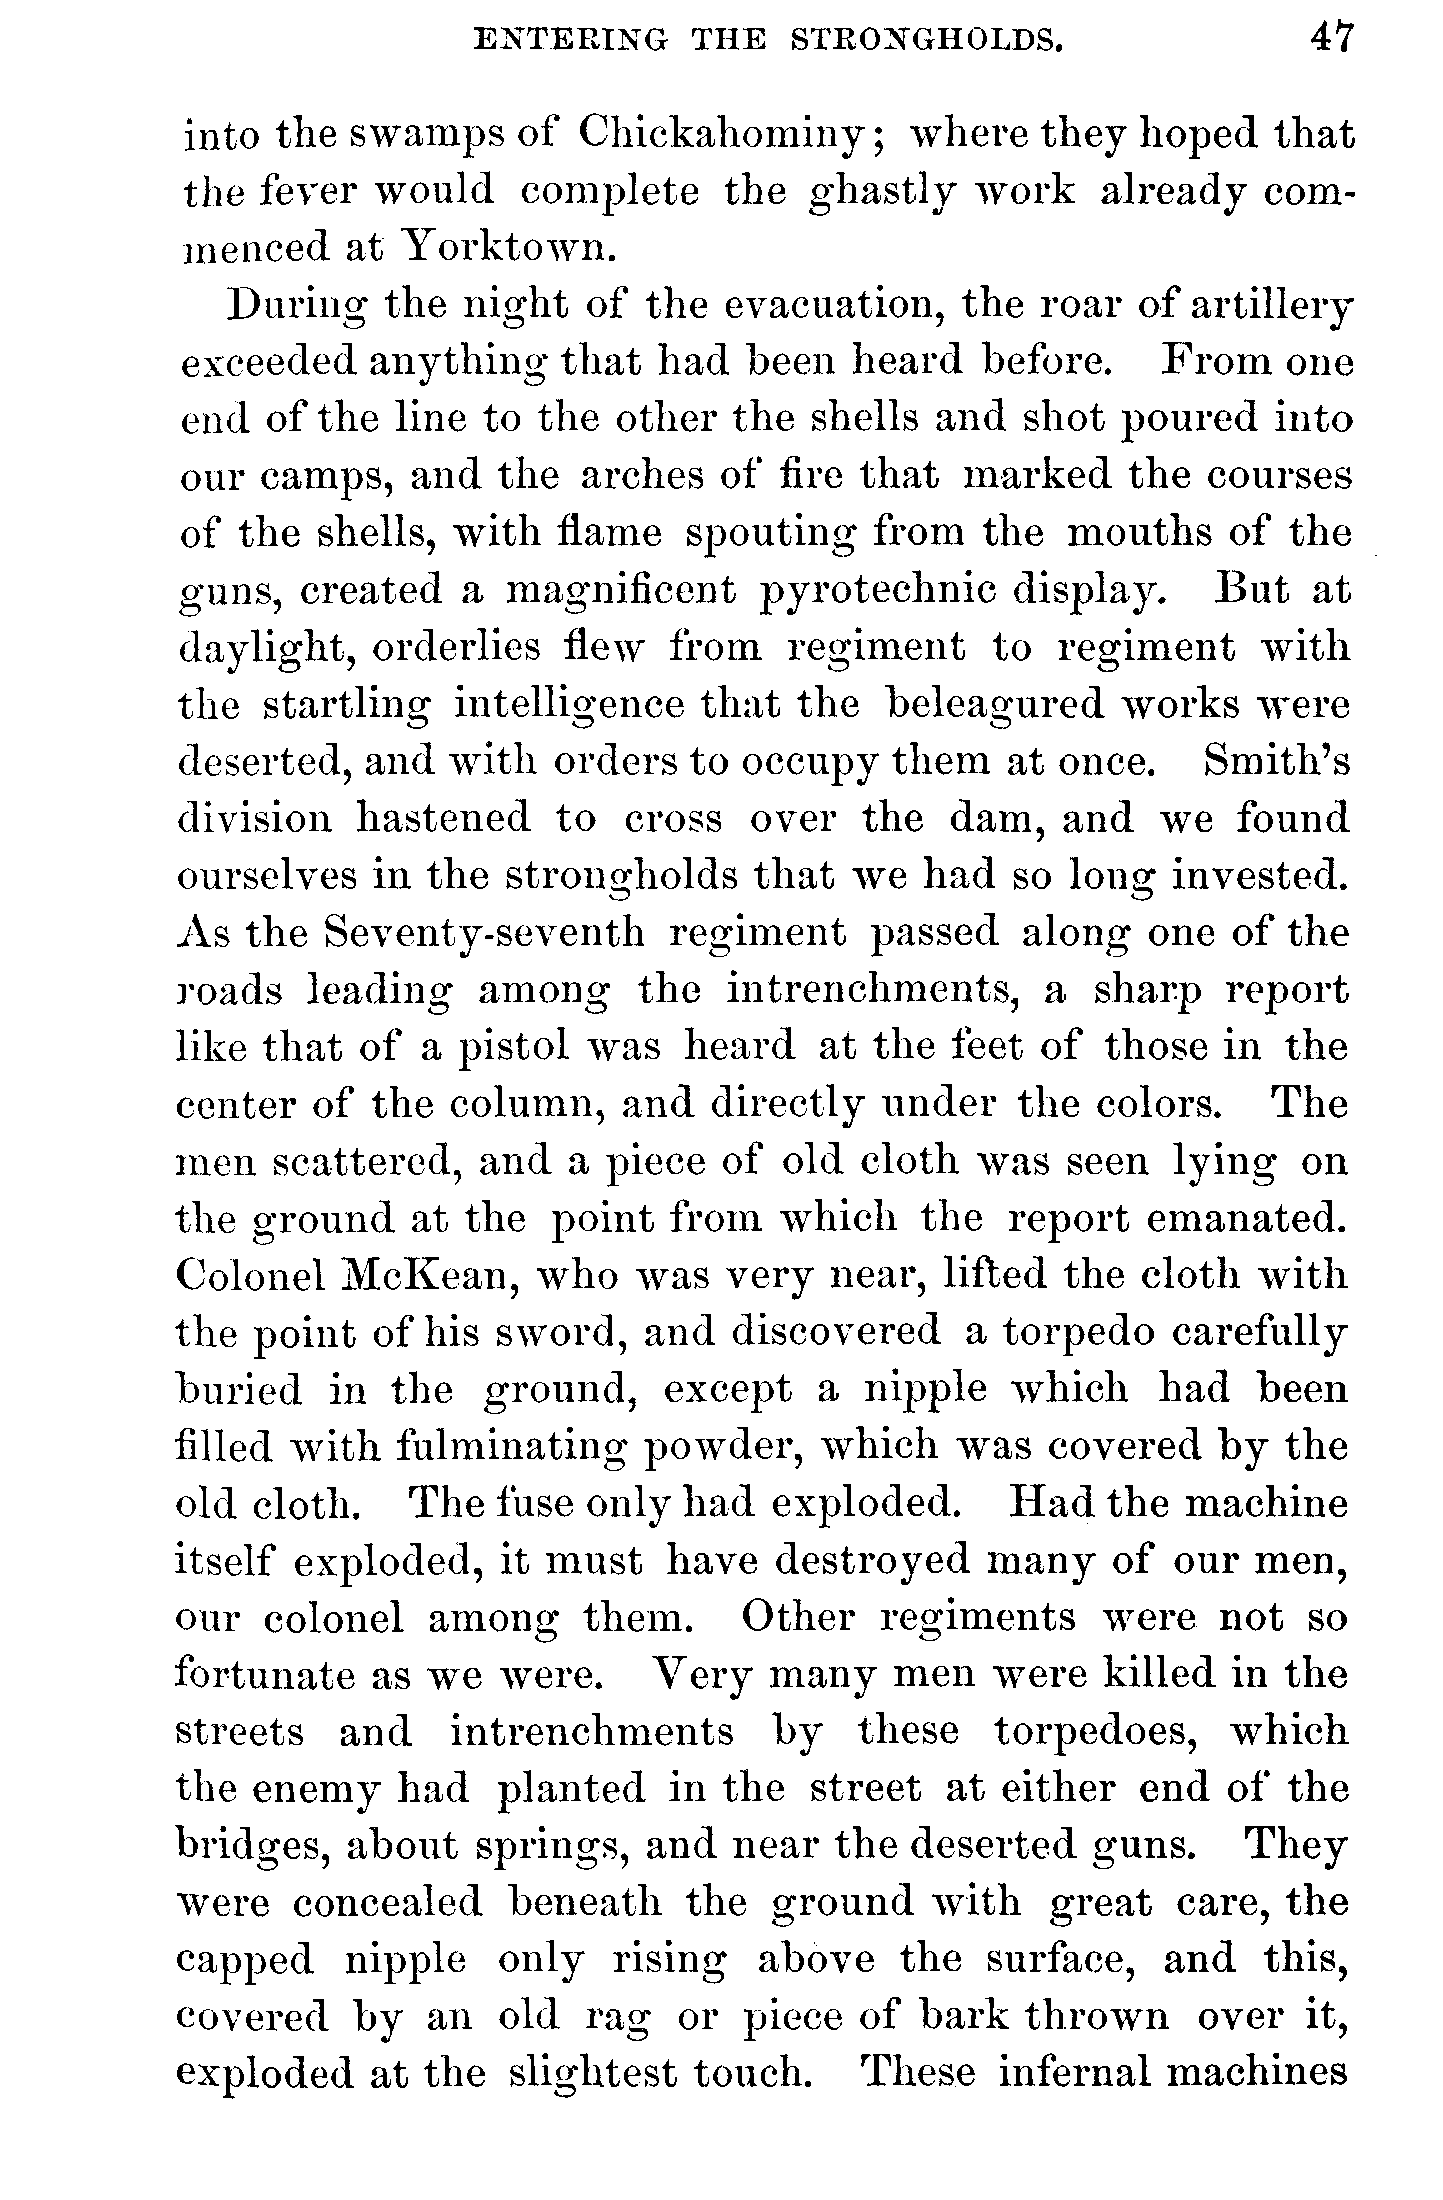 ENTERING THE STRONGHOLDS. 47
into the swamps of Chickahominy; where they hoped that
the fever would complete the ghastly work already com-
menced at Yorktown.
During the night of the evacuation, the roar of artillery
exceeded anything that had been heard before. From one
end of the line to the other the shells and shot poured into
our camps, and the arches of fire that marked the courses
of the shells, with flame spouting from the mouths of the
guns, created a magnificent pyrotechnic display. But at
daylight, orderlies flew from regiment to regiment with
the startling intelligence that the beleagured works were
deserted, and with orders to occupy them at once. Smith's
division hastened to cross over the dam, and we found
ourselves in the strongholds that we had so long invested.
As the Seventy-seventh regiment passed along one of the
roads leading among the intrenchments, a sharp report
like that of a pistol was heard at the feet of those in the
center of the column, and directly under the colors. The
men scattered, and a piece of old cloth was seen lying on
the ground at the point from which the report emanated.
Colonel McKean, who was very near, lifted the cloth with
the point of his sword, and discovered a torpedo carefully
buried in the ground, except a nipple which had been
filled with fulminating powder, which was covered by the
old cloth. The fuse only had exploded. Had the machine
itself exploded, it must have destroyed many of our men,
our colonel among them. Other regiments were not so
fortunate as we were. Very many men were killed in the
streets and intrenchments by these torpedoes, which
the enemy had planted in the street at either end of the
bridges, about springs, and near the deserted guns. They
were concealed beneath the ground with great care, the
capped nipple only rising above the surface, and this,
covered by an old rag or piece of bark thrown over it,
exploded at the slightest touch. These infernal machines